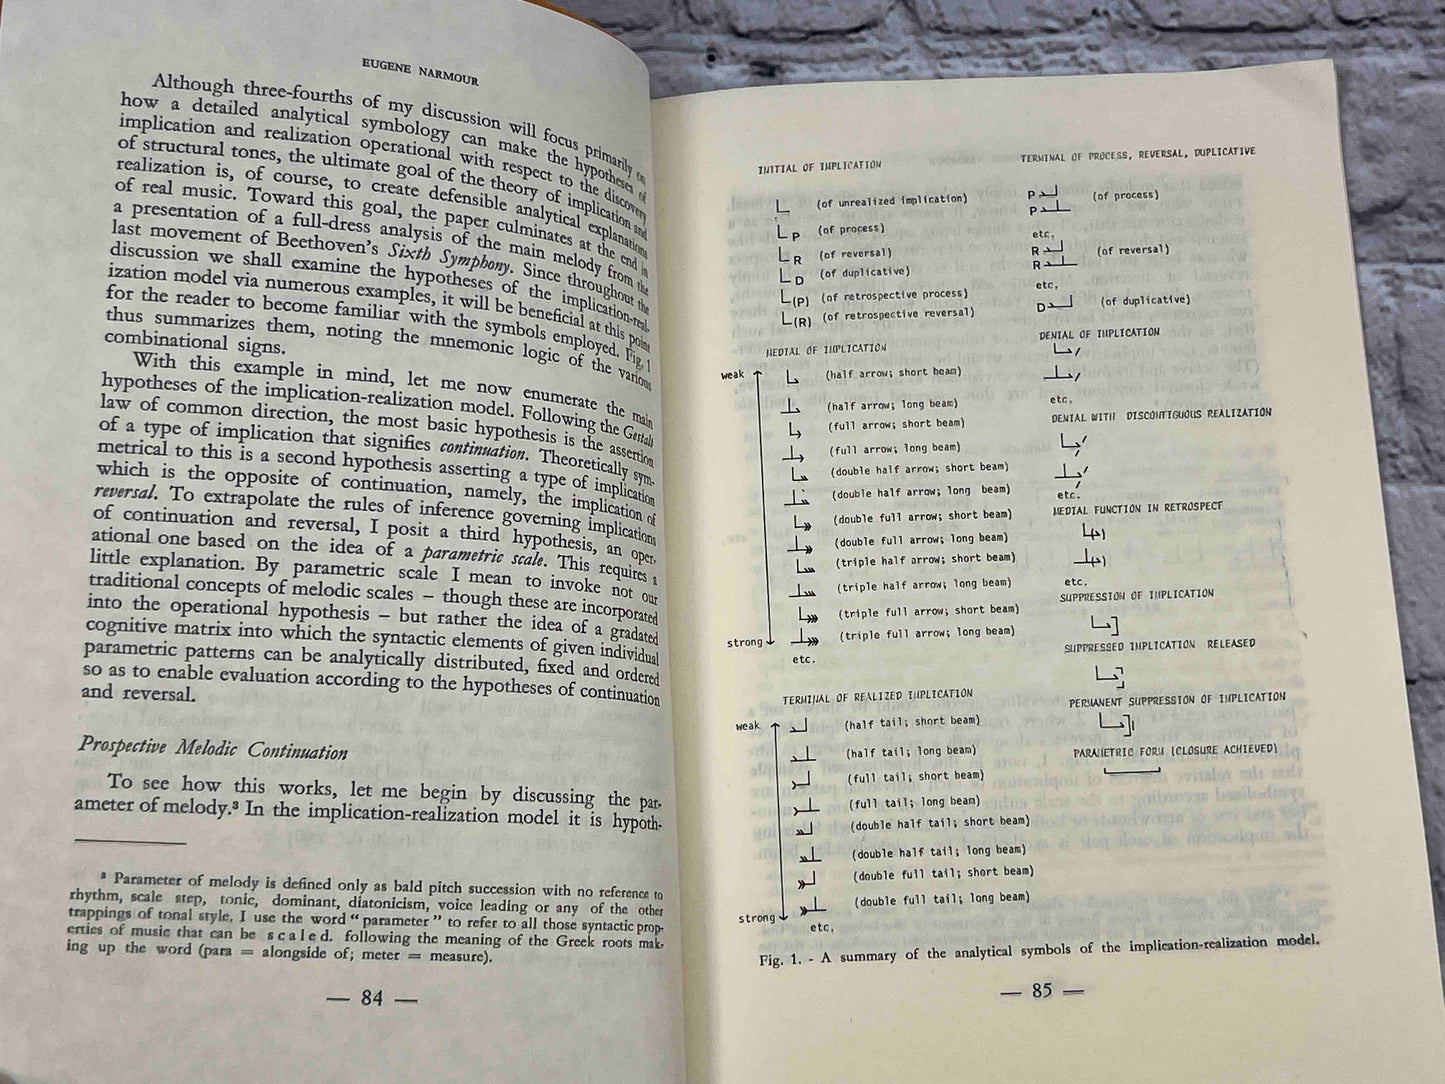 EUGENE NARMOUR
Although three-fourths of my discussion will focus primarily on
how a detailed analytical symbology can make the hypotheses of
implication and realization operational with respect to the discovery
of structural tones, the ultimate goal of the theory of implication and
realization is, of course, to create defensible analytical explanations
of real music. Toward this goal, the paper culminates at the end in
a presentation of a full-dress analysis of the main melody from the
last movement of Beethoven's Sixth Symphony. Since throughout the
discussion we shall examine the hypotheses of the implication-real-
ization model via numerous examples, it will be beneficial at this point
for the reader to become familiar with the symbols employed. Fig. 1
thus summarizes them, noting the mnemonic logic of the various
combinational signs.
With this example in mind, let me now enumerate the main
hypotheses of the implication-realization model. Following the Gestalt
law of common direction, the most basic hypothesis is the assertion
of a type of implication that signifies continuation. Theoretically sym-
metrical to this is a second hypothesis asserting a type of implication
which is the opposite of continuation, namely, the implication of
reversal. To extrapolate the rules of inference governing implications
of continuation and reversal, I posit a third hypothesis, an oper-
ational one based on the idea of a parametric scale. This requires a
little explanation. By parametric scale I mean to invoke not our
traditional concepts of melodic scales – though these are incorporated
into the operational hypothesis – but rather the idea of a gradated
cognitive matrix into which the syntactic elements of given individual
parametric patterns can be analytically distributed, fixed and ordered
so as to enable evaluation according to the hypotheses of continuation
and reversal.
Prospective Melodic Continuation
To see how this works, let me begin by discussing the par-
ameter of melody.³ In the implication-realization model it is hypoth-
³ Parameter of melody is defined only as bald pitch succession with no reference to
rhythm, scale step, tonic, dominant, diatonicism, voice leading or any of the other
trappings of tonal style. I use the word “parameter” to refer to all those syntactic prop-
erties of music that can be scaled. following the meaning of the Greek roots mak-
ing up the word (para = alongside of; meter = measure).
— 84 —
INITIAL OF IMPLICATION
(of unrealized implication)
P (of process)
R (of reversal)
D (of duplicative)
(P) (of retrospective process)
(R) (of retrospective reversal)
MEDIAL OF IMPLICATION
weak
(half arrow; short beam)
(half arrow; long beam)
(full arrow; short beam)
(full arrow; long beam)
(double half arrow; short beam)
(double half arrow; long beam)
(double full arrow; short beam)
(double full arrow; long beam)
(triple half arrow; short beam)
(triple half arrow; long beam)
(triple full arrow; short beam)
strong (triple full arrow; long beam)
etc.
TERMINAL OF REALIZED IMPLICATION
weak (half tail; short beam)
(half tail; long beam)
(full tail; short beam)
(full tail; long beam)
(double half tail; short beam)
(double half tail; long beam)
(double full tail; short beam)
(double full tail; long beam)
strong
etc.
TERMINAL OF PROCESS, REVERSAL, DUPLICATIVE
P (of process)
P
etc.
R (of reversal)
R
etc.
D (of duplicative)
DENIAL OF IMPLICATION
etc.
DENIAL WITH DISCONTIGUOUS REALIZATION
etc.
MEDIAL FUNCTION IN RETROSPECT
etc.
SUPPRESSION OF IMPLICATION
SUPPRESSED IMPLICATION RELEASED
PERMANENT SUPPRESSION OF IMPLICATION
PARAMETRIC FORM (CLOSURE ACHIEVED)
Fig. 1. - A summary of the analytical symbols of the implication-realization model.
— 85 —